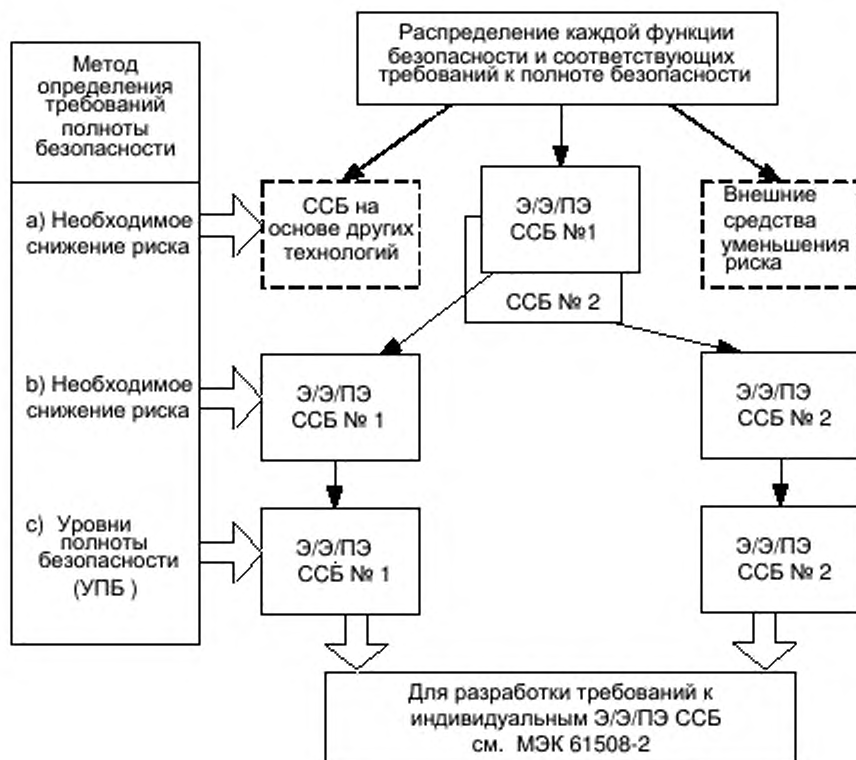 Распределение каждой функции
безопасности и соответствующих
требований к полноте безопасности
Метод
определения
требований
полноты
безопасности
a) Необходимое
снижение риска
ССБ на
основе других
технологий
Э/Э/ПЭ
ССБ №1
ССБ № 2
Внешние
средства
уменьшения
риска
b) Необходимое
снижение риска
Э/Э/ПЭ
ССБ № 1
Э/Э/ПЭ
ССБ № 2
c) Уровни
полноты
безопасности
(УПБ )
Э/Э/ПЭ
ССБ № 1
Э/Э/ПЭ
ССБ № 2
Для разработки требований к
индивидуальным Э/Э/ПЭ ССБ
см. МЭК 61508-2